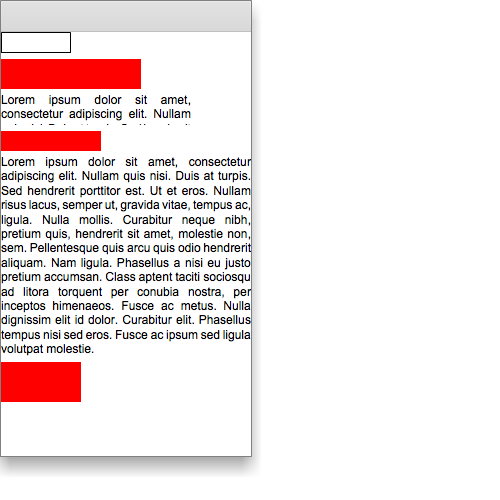 Lorem ipsum dolor sit amet,
consectetur adipiscing elit. Nullam
Lorem ipsum dolor sit amet, consectetur
adipiscing elit. Nullam quis nisi. Duis at turpis.
Sed hendrerit porttitor est. Ut et eros. Nullam
risus lacus, semper ut, gravida vitae, tempus ac,
ligula. Nulla mollis. Curabitur neque nibh,
pretium quis, hendrerit sit amet, molestie non,
sem. Pellentesque quis arcu quis odio hendrerit
aliquam. Nam ligula. Phasellus a nisi eu justo
pretium accumsan. Class aptent taciti sociosqu
ad litora torquent per conubia nostra, per
inceptos himenaeos. Fusce ac metus. Nulla
dignissim elit id dolor. Curabitur elit. Phasellus
tempus nisi sed eros. Fusce ac ipsum sed ligula
volutpat molestie.